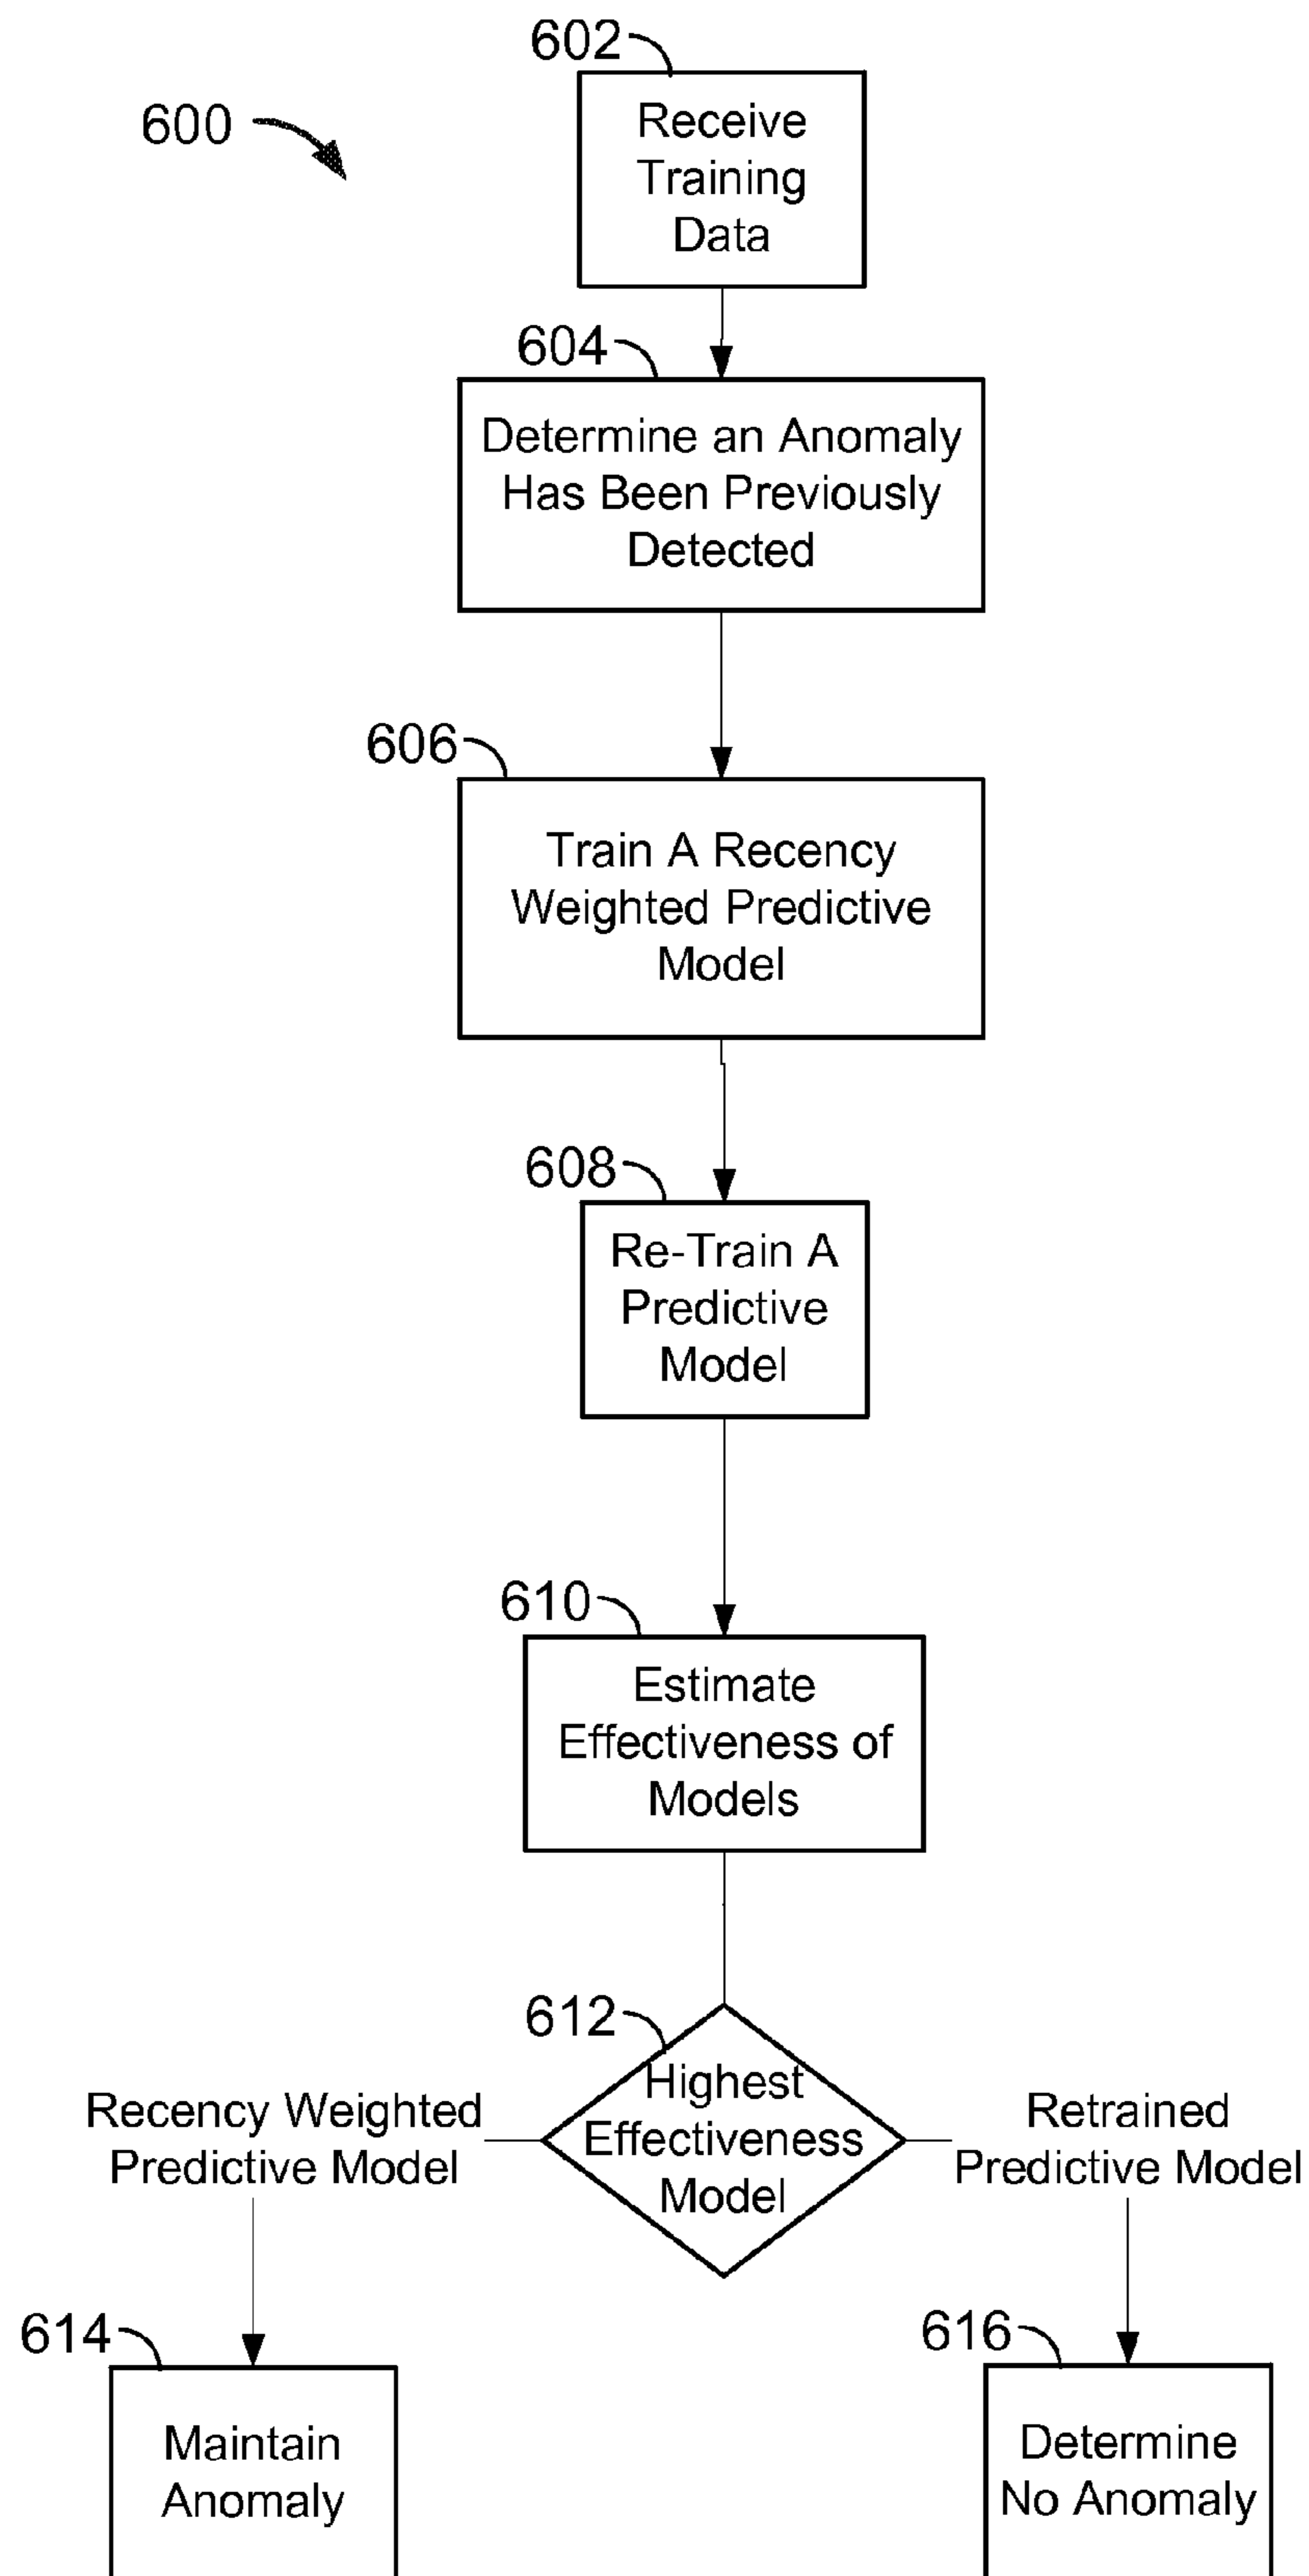 602
600
Receive
Training
Data
604
Determine an Anomaly
Has Been Previously
Detected
606
Train A Recency
Weighted Predictive
Model
608
Re-Train A
Predictive
Model
610
Estimate
Effectiveness of
Models
612
Highest
Effectiveness
Model
Recency Weighted
Predictive Model
Retrained
Predictive Model
614
Maintain
Anomaly
616
Determine
No Anomaly